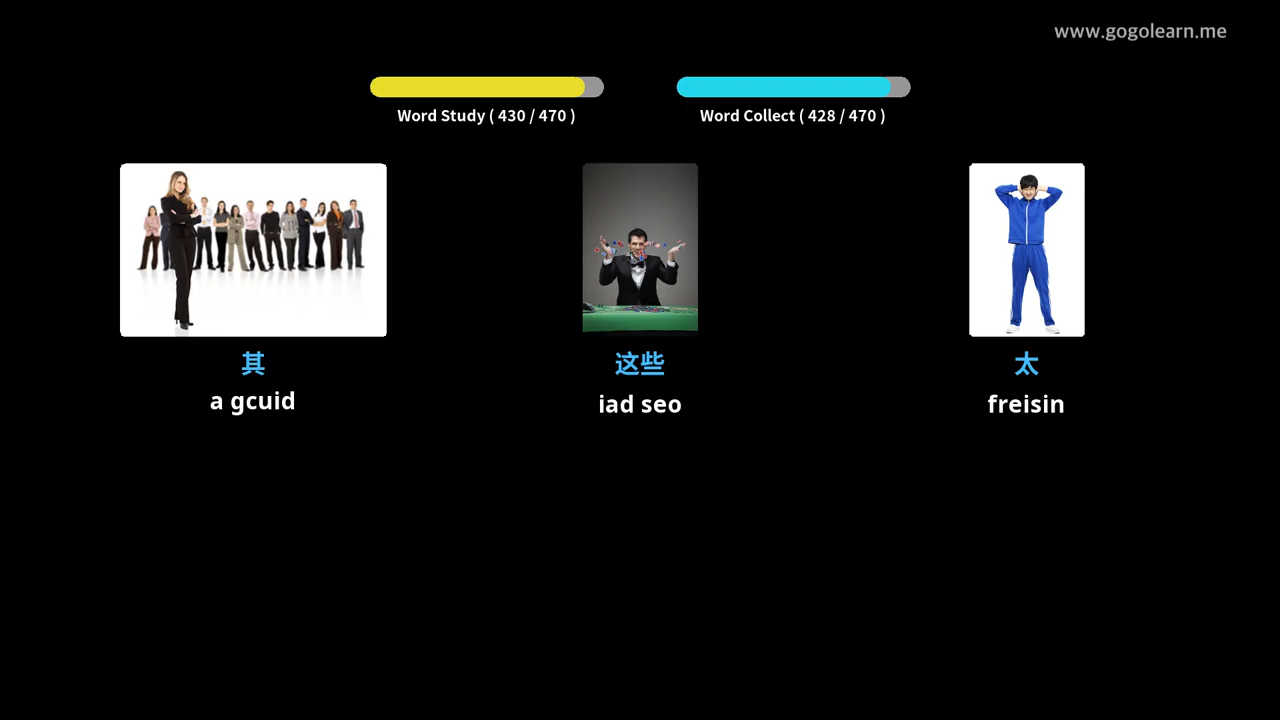 www.gogolearn.me
Word Study ( 430 / 470 )
Word Collect ( 428 / 470 )
其
这些
太
a gcuid
iad seo
freisin